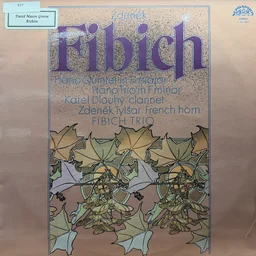 Zdeněk
Fibich
Piano Quintet in D major
Piano Trio in F minor
Karel Dlouhý, clarinet
Zdeněk Tylšar, French horn
FIBICH TRIO